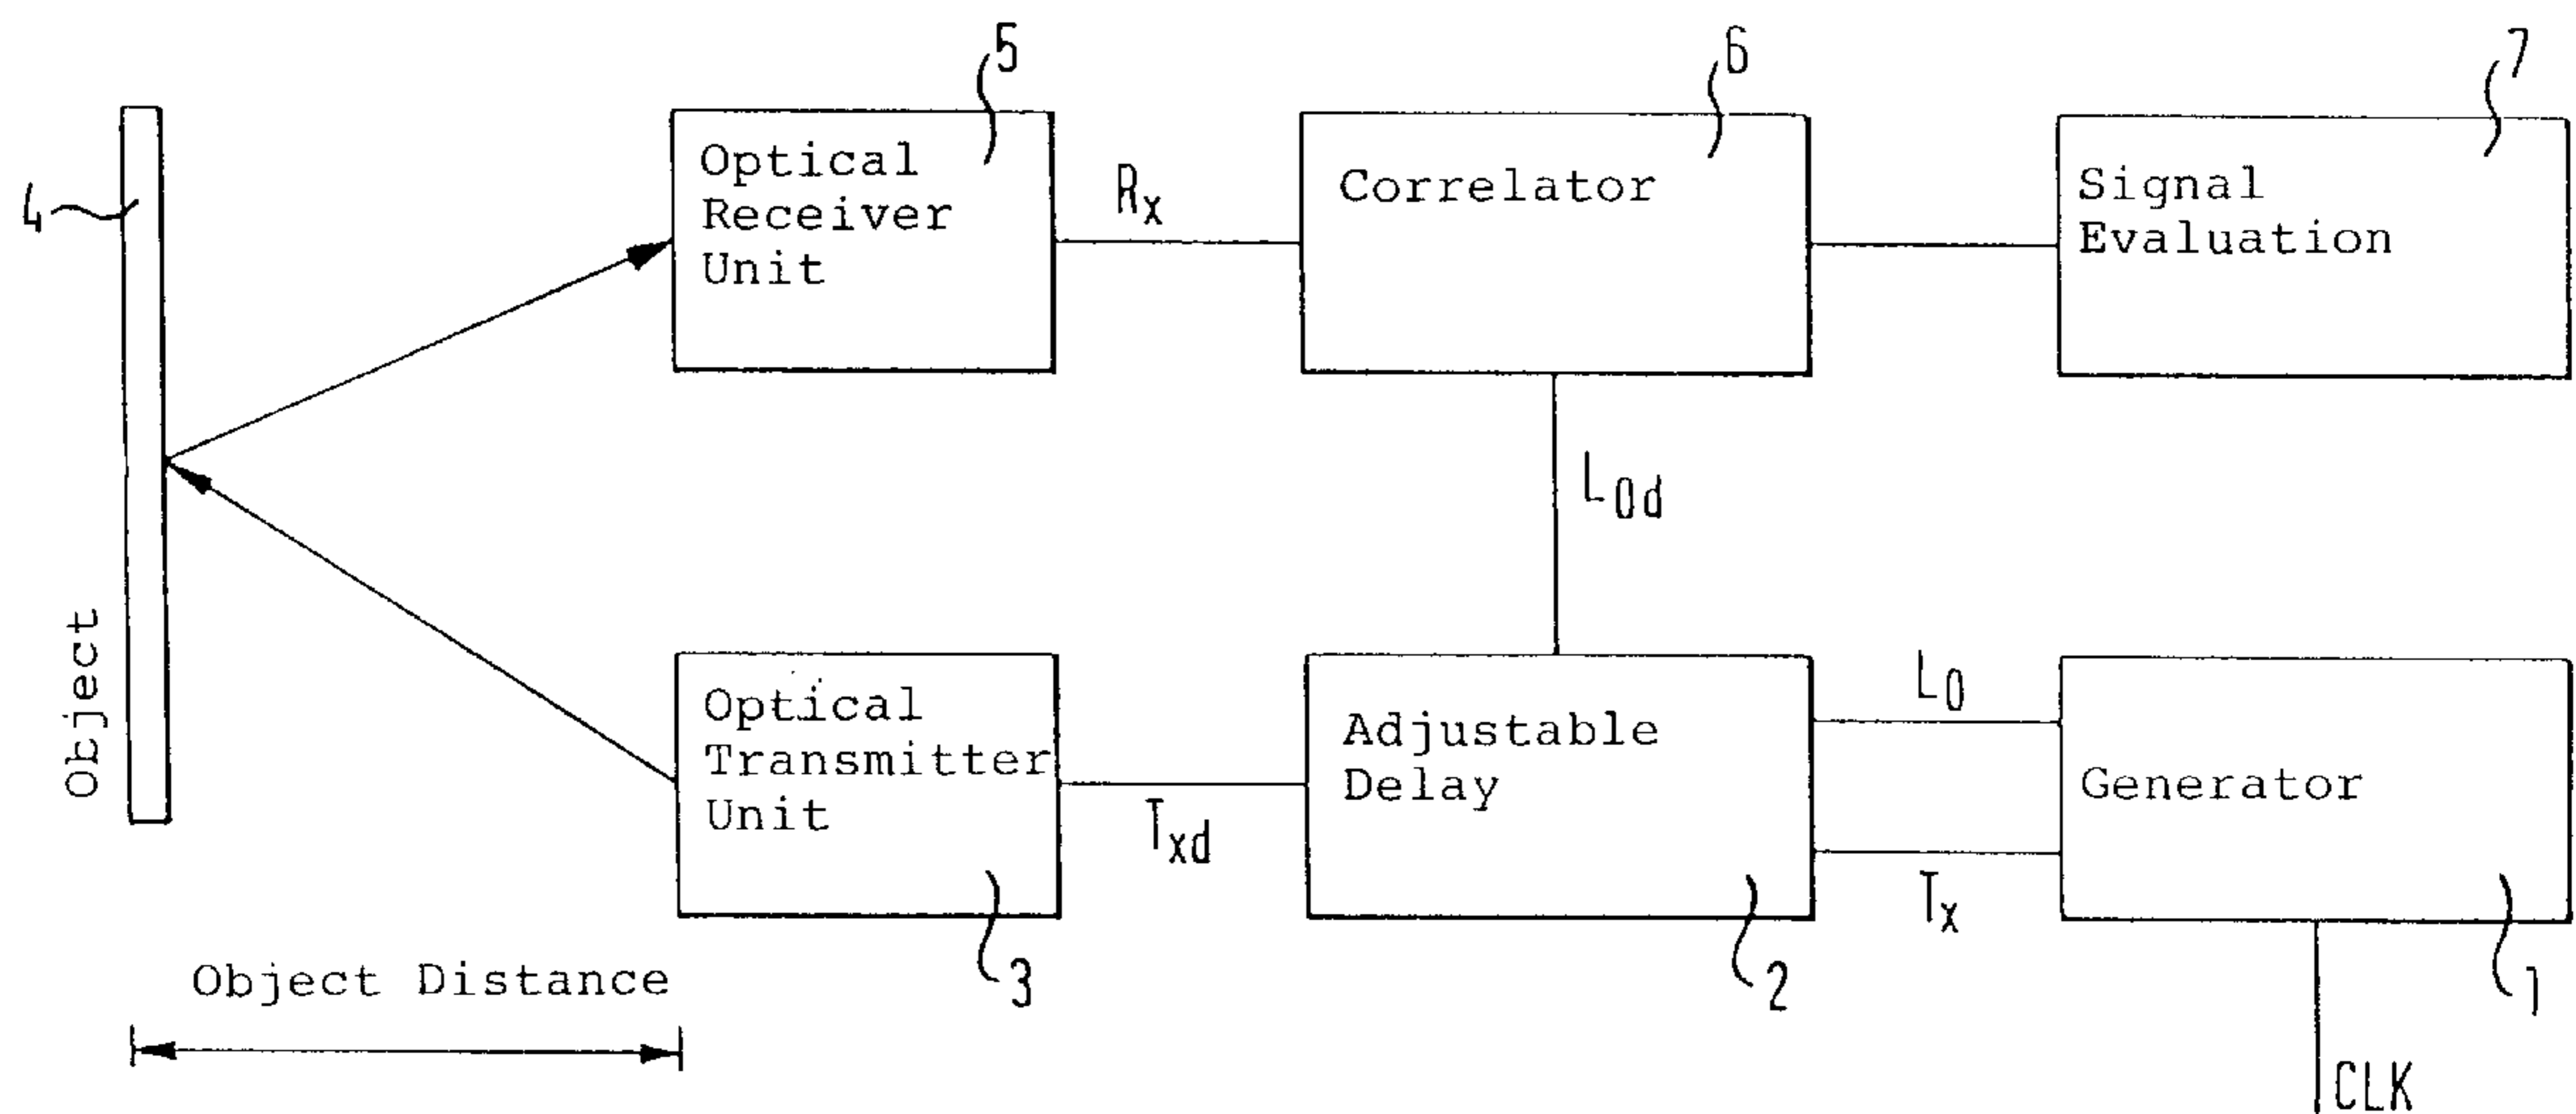 5
6
7
4
Optical
Receiver
Unit
Rx
Correlator
Signal
Evaluation
L0d
Object
Optical
Transmitter
Unit
Txd
Adjustable
Delay
L0
Tx
Generator
3
2
1
Object Distance
CLK